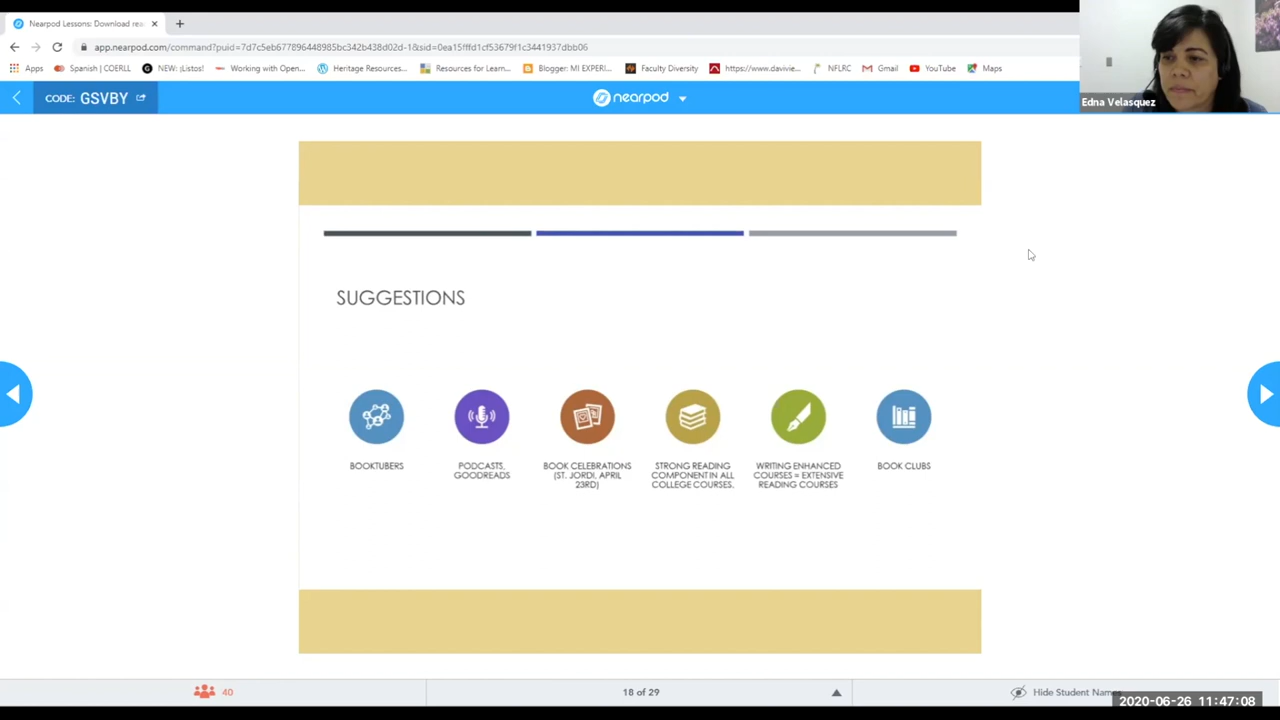 Nearpod Lessons: Download rea
app.nearpod.com/command?puid=7d7c5eb677896448985bc342b438d02d-1&sid=0ea15fffd1cf53679f1c3441937dbb06
Apps Spanish | COERLL NEW: ¡Listos! Working with Open... Heritage Resources... Resources for Learn... Blogger: MI EXPERI... Faculty Diversity https://www.davivie... NFLRC Gmail YouTube Maps
Edna Velasquez
CODE: GSVBY
nearpod
SUGGESTIONS
BOOKTUBERS
PODCASTS,
GOODREADS
BOOK CELEBRATIONS
(ST. JORDI, APRIL
23RD)
STRONG READING
COMPONENT IN ALL
COLLEGE COURSES.
WRITING ENHANCED
COURSES = EXTENSIVE
READING COURSES
BOOK CLUBS
40
18 of 29
Hide Student Names
2020-06-26 11:47:08